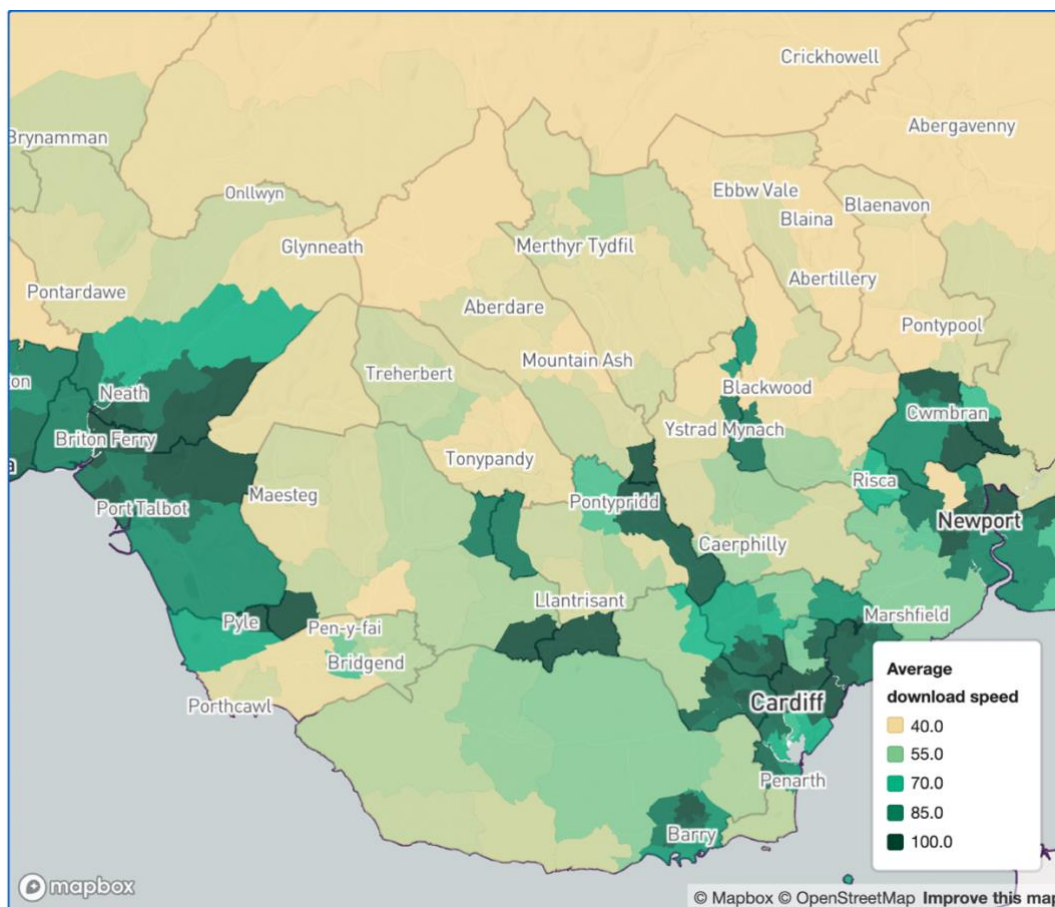 Crickhowell
Abergavenny
Brynamman
Onllwyn
Ebbw Vale
Blaenavon
Blaina
Glynneath
Merthyr Tydfil
Abertillery
Pontardawe
Aberdare
Pontypool
Mountain Ash
Treherbert
on
Neath
Blackwood
Cwmbran
Briton Ferry
Ystrad Mynach
a
Tonypandy
Risca
Maesteg
Port Talbot
Pontypridd
Newport
Caerphilly
Llantrisant
Marshfield
Pyle
Pen-y-fai
Bridgend
Porthcawl
Cardiff
Penarth
Barry
Average
download speed
40.0
55.0
70.0
85.0
100.0
mapbox
© Mapbox © OpenStreetMap Improve this map